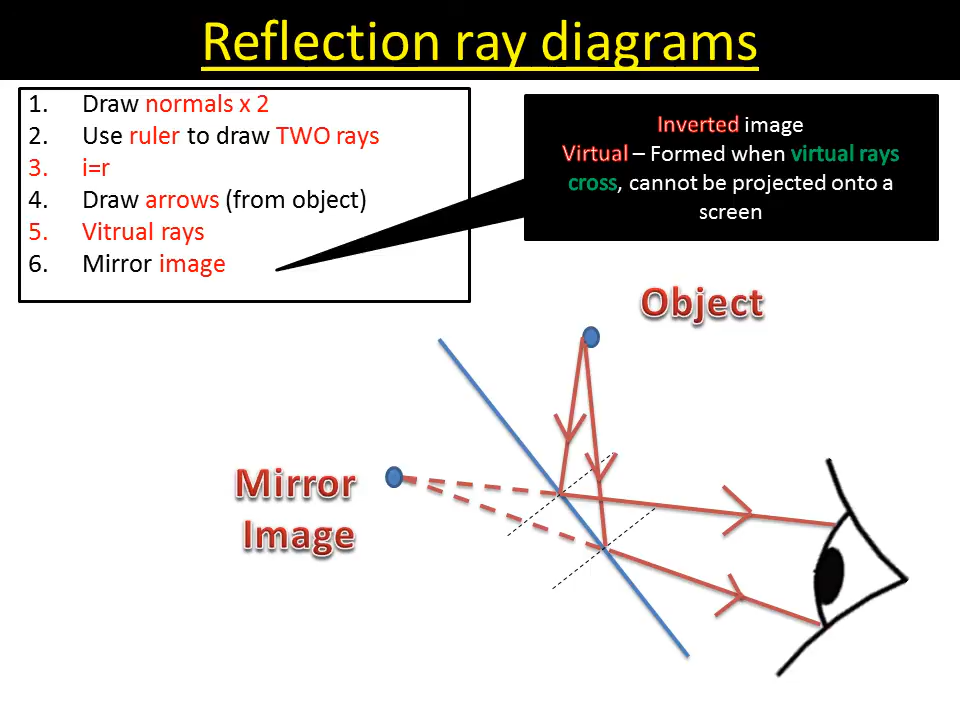 Reflection ray diagrams
1. Draw normals x 2
2. Use ruler to draw TWO rays
3. i=r
4. Draw arrows (from object)
5. Vitrual rays
6. Mirror image
Inverted image
Virtual – Formed when virtual rays
cross, cannot be projected onto a
screen
Object
Mirror
Image